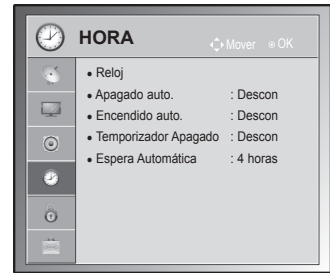 HORA
Mover OK
• Reloj
• Apagado auto. : Descon
• Encendido auto. : Descon
• Temporizador Apagado : Descon
• Espera Automática : 4 horas